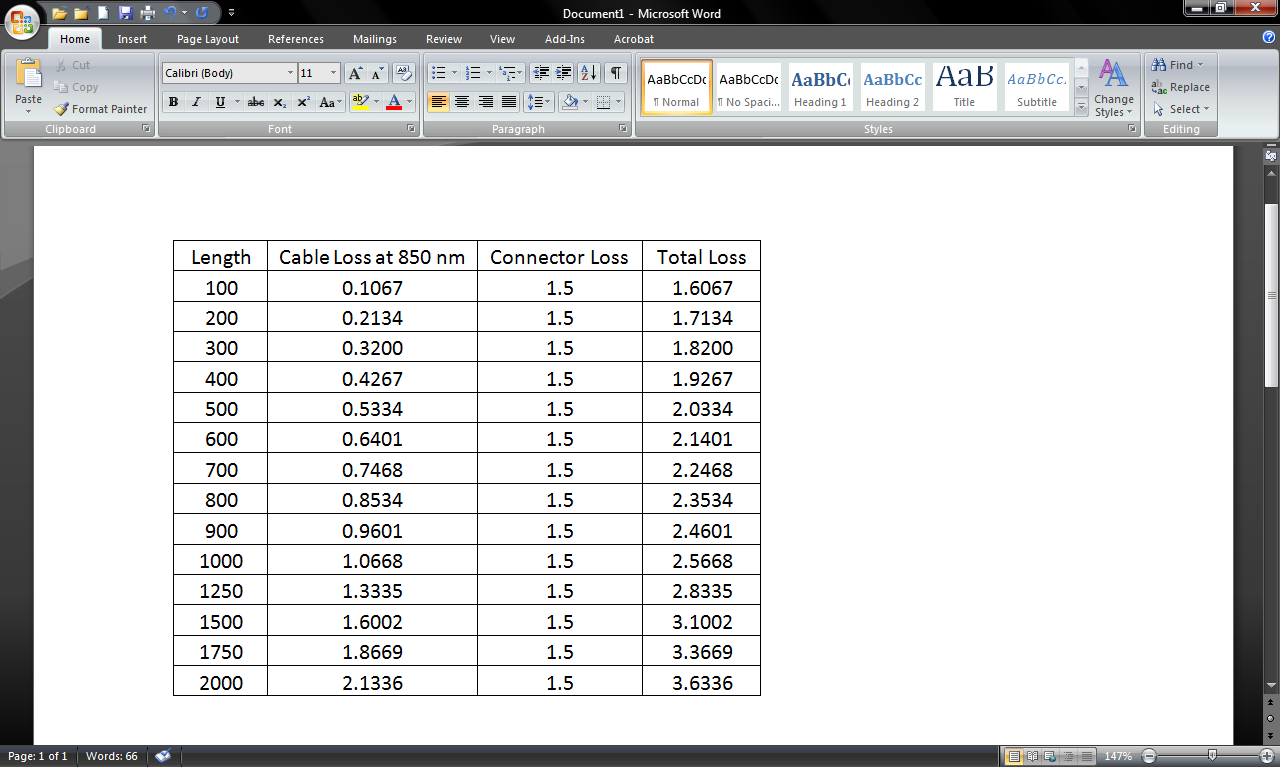 Document1 - Microsoft Word
Home Insert Page Layout References Mailings Review View Add-Ins Acrobat
Paste
Cut
Copy
Format Painter
Clipboard
Calibri (Body) 11
Font
Paragraph
AaBbCcDc AaBbCcDc AaBbC AaBbCc AaB AaBbCc.
¶ Normal ¶ No Spaci... Heading 1 Heading 2 Title Subtitle
Change
Styles
Styles
Find
Replace
Select
Editing
Length Cable Loss at 850 nm Connector Loss Total Loss
100 0.1067 1.5 1.6067
200 0.2134 1.5 1.7134
300 0.3200 1.5 1.8200
400 0.4267 1.5 1.9267
500 0.5334 1.5 2.0334
600 0.6401 1.5 2.1401
700 0.7468 1.5 2.2468
800 0.8534 1.5 2.3534
900 0.9601 1.5 2.4601
1000 1.0668 1.5 2.5668
1250 1.3335 1.5 2.8335
1500 1.6002 1.5 3.1002
1750 1.8669 1.5 3.3669
2000 2.1336 1.5 3.6336
Page: 1 of 1 Words: 66 147%